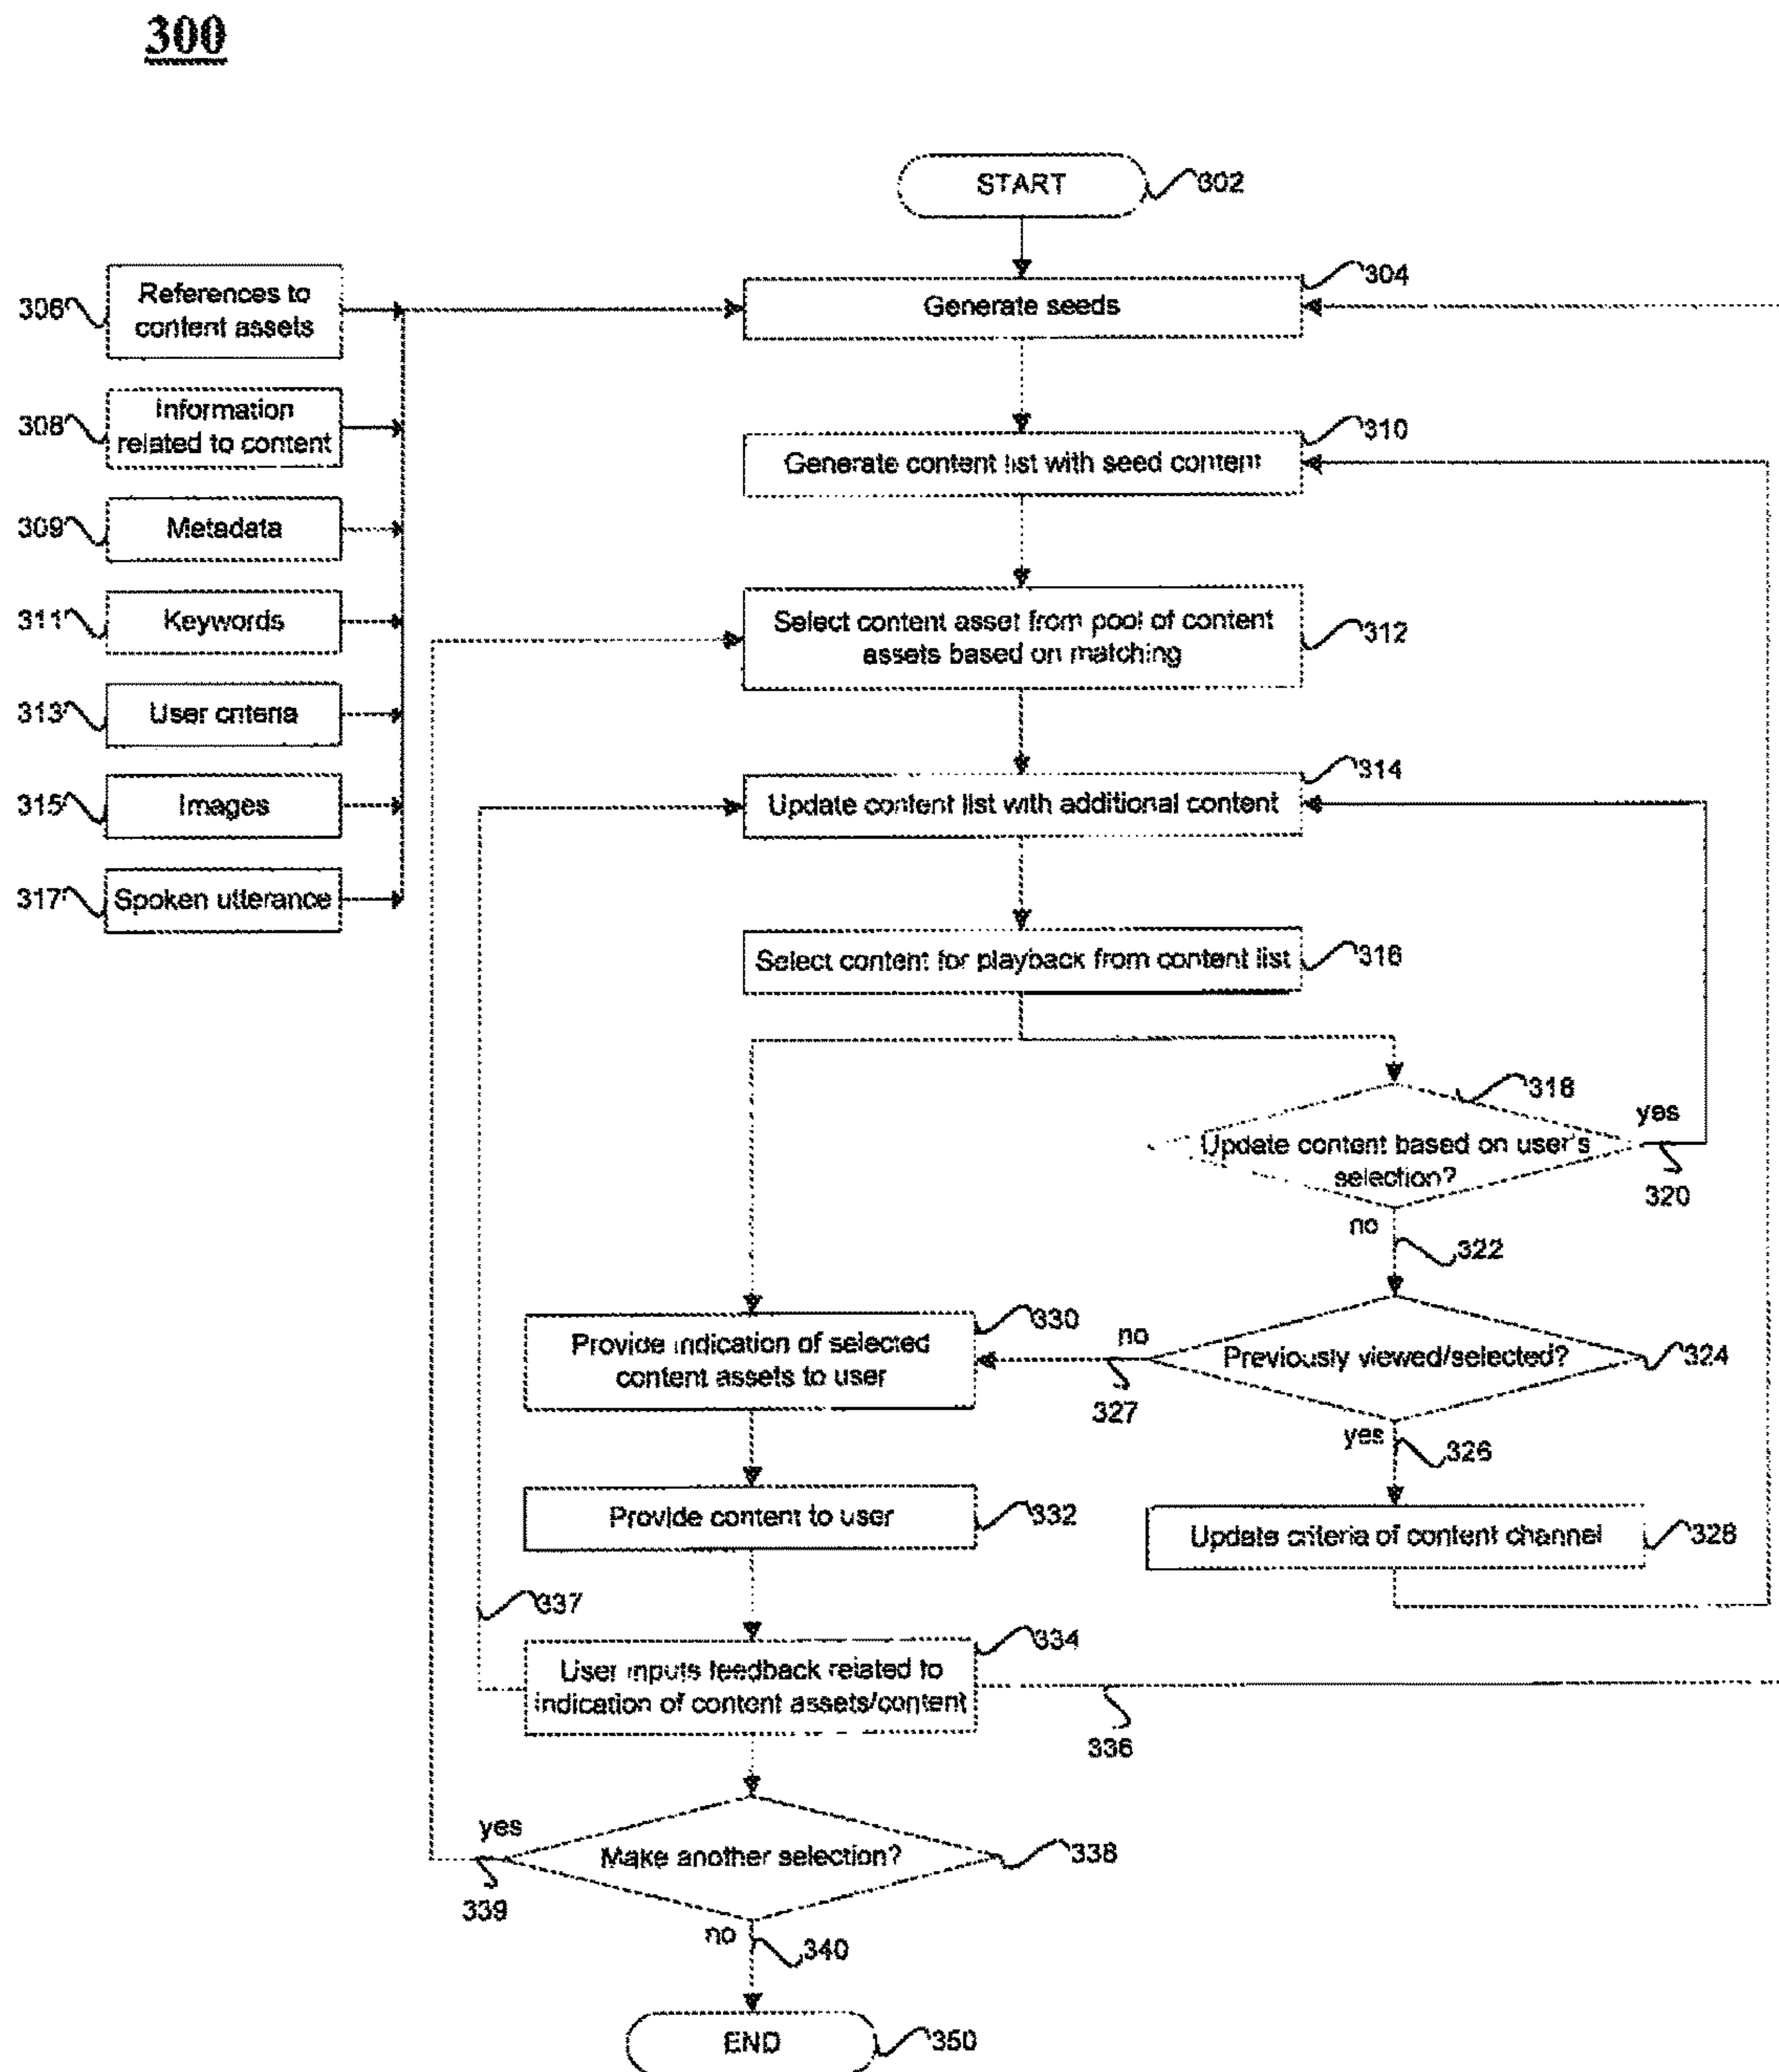 300
START
302
304
References to
content assets
306
Generate seeds
Information
related to content
308
310
Generate content list with seed content
309
Metadata
311
Keywords
Select content asset from pool of content
assets based on matching
312
313
User criteria
314
Update content list with additional content
315
Images
317
Spoken utterance
Select content for playback from content list
316
318
yes
Update content based on user's
selection?
320
no
322
330
Provide indication of selected
content assets to user
no
327
Previously viewed/selected?
324
yes
326
Provide content to user
332
Update criteria of content channel
328
337
334
User inputs feedback related to
indication of content assets/content
336
yes
Make another selection?
338
339
no
340
END
350